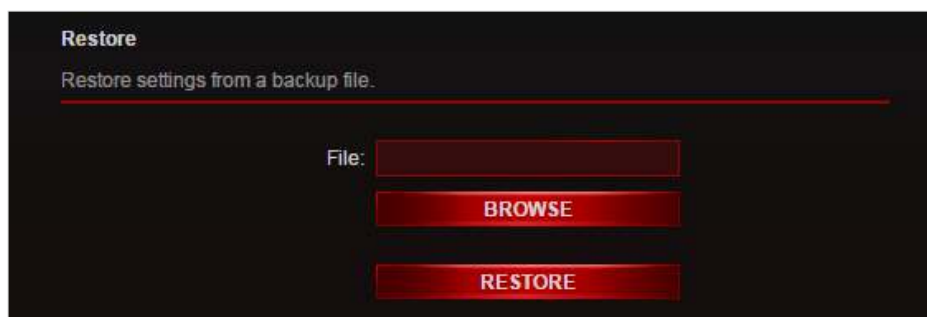 Restore
Restore settings from a backup file.
File:
BROWSE
RESTORE